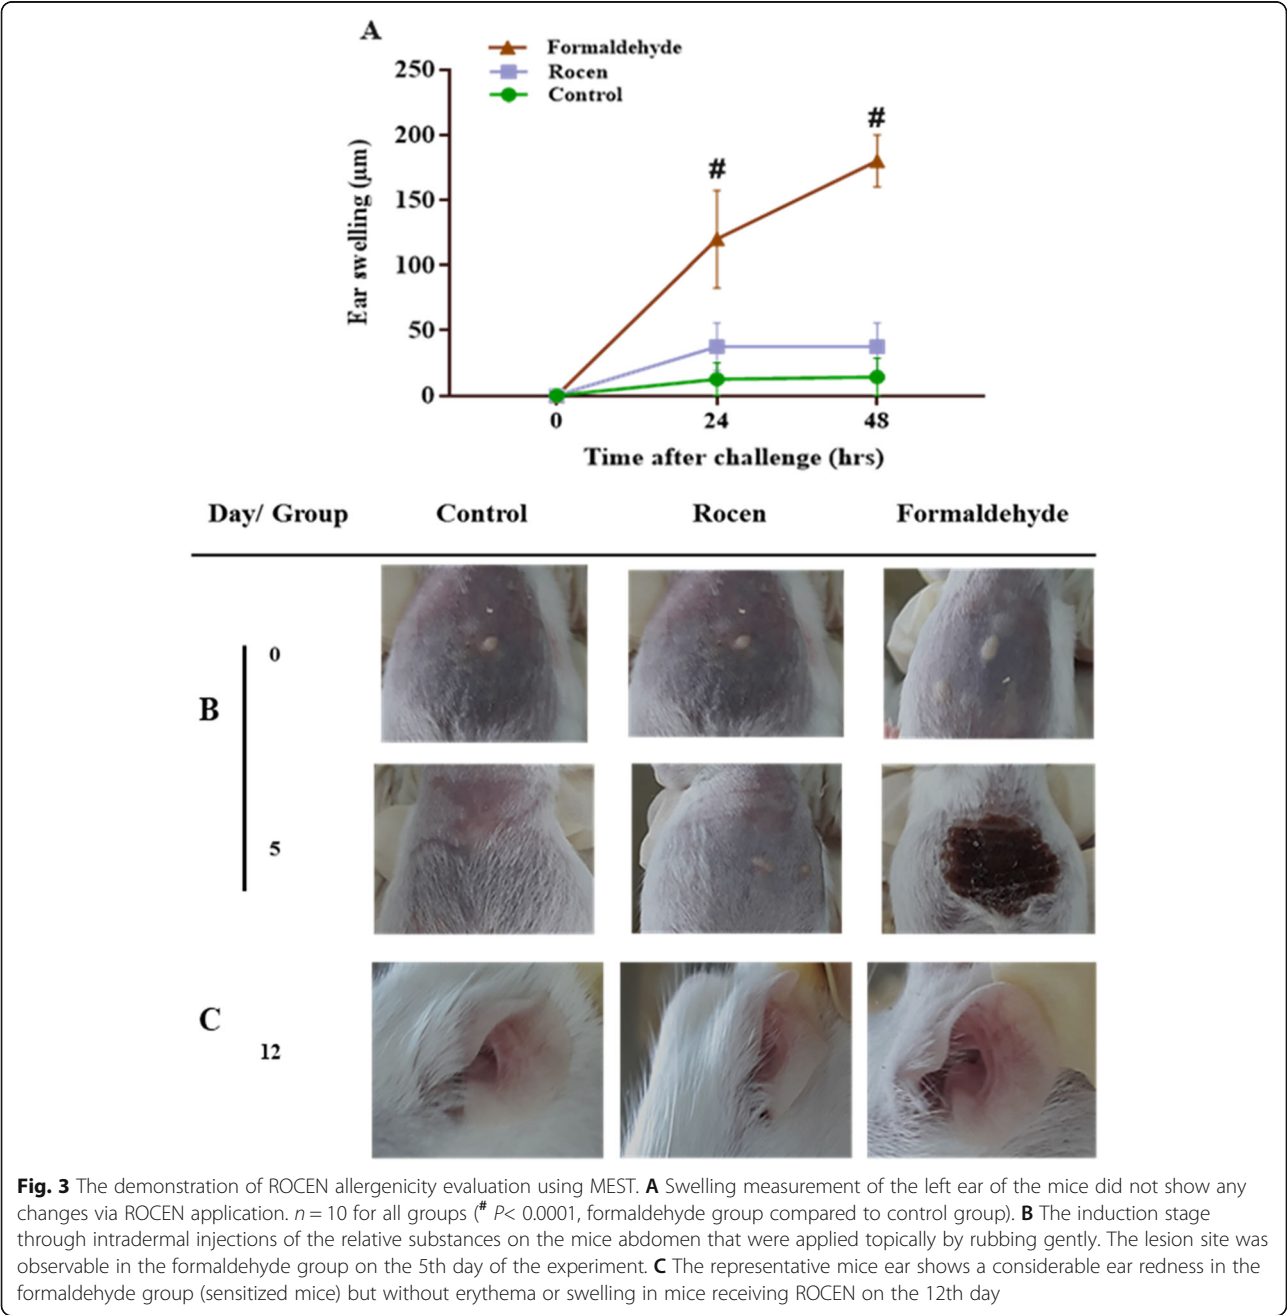 A
Formaldehyde
Rocen
Control
250
200
150
100
50
0
Ear swelling (μm)
#
#
0 24 48
Time after challenge (hrs)
Day/ Group Control Rocen Formaldehyde
0
B
5
C
12
Fig. 3 The demonstration of ROCEN allergenicity evaluation using MEST. A Swelling measurement of the left ear of the mice did not show any
changes via ROCEN application. n = 10 for all groups (# P< 0.0001, formaldehyde group compared to control group). B The induction stage
through intradermal injections of the relative substances on the mice abdomen that were applied topically by rubbing gently. The lesion site was
observable in the formaldehyde group on the 5th day of the experiment. C The representative mice ear shows a considerable ear redness in the
formaldehyde group (sensitized mice) but without erythema or swelling in mice receiving ROCEN on the 12th day